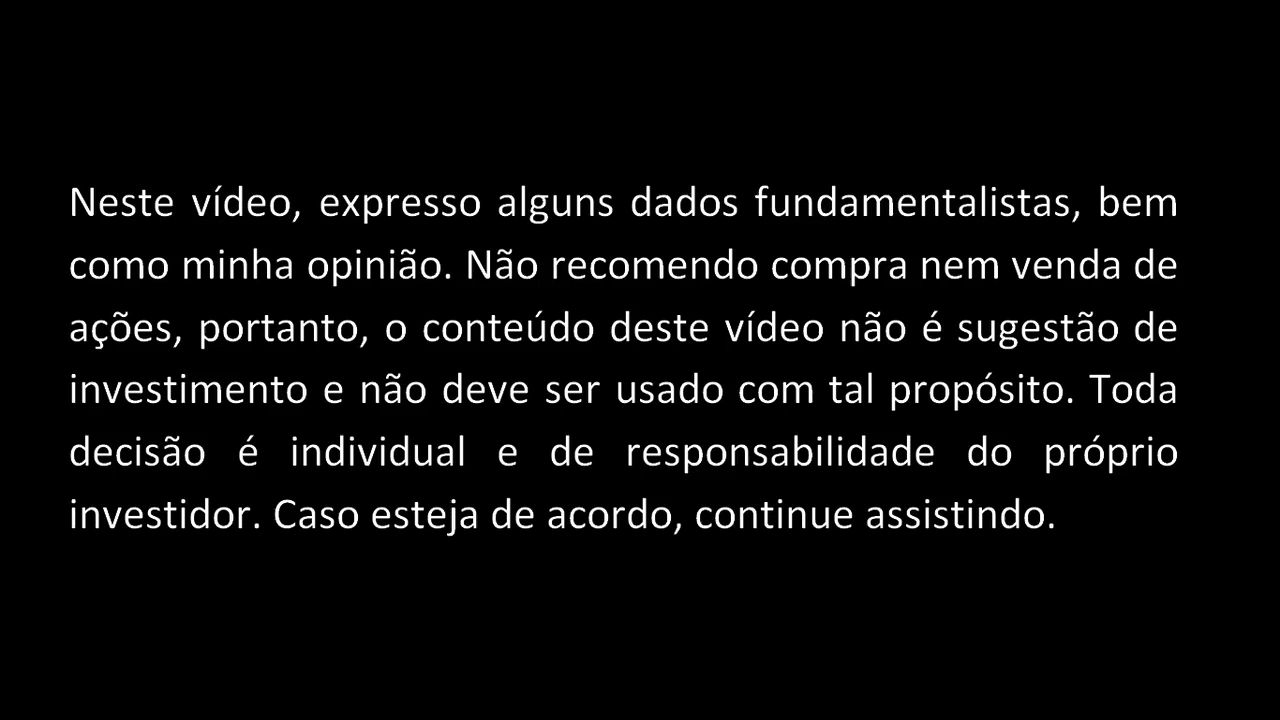 Neste vídeo, expresso alguns dados fundamentalistas, bem
como minha opinião. Não recomendo compra nem venda de
ações, portanto, o conteúdo deste vídeo não é sugestão de
investimento e não deve ser usado com tal propósito. Toda
decisão é individual e de responsabilidade do próprio
investidor. Caso esteja de acordo, continue assistindo.